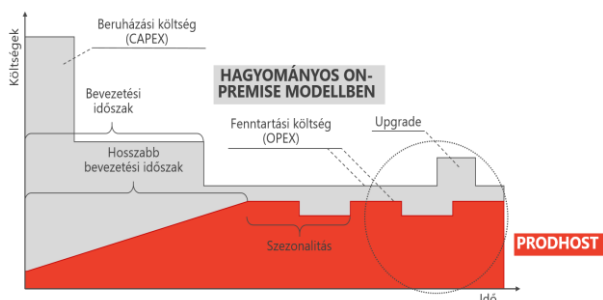 Költségek
Beruházási költség
(CAPEX)
HAGYOMÁNYOS ON-
PREMISE MODELLBEN
Bevezetési
időszak
Fenntartási költség
(OPEX)
Upgrade
Hosszabb
bevezetési időszak
Szezonalitás
PRODHOST
Idő